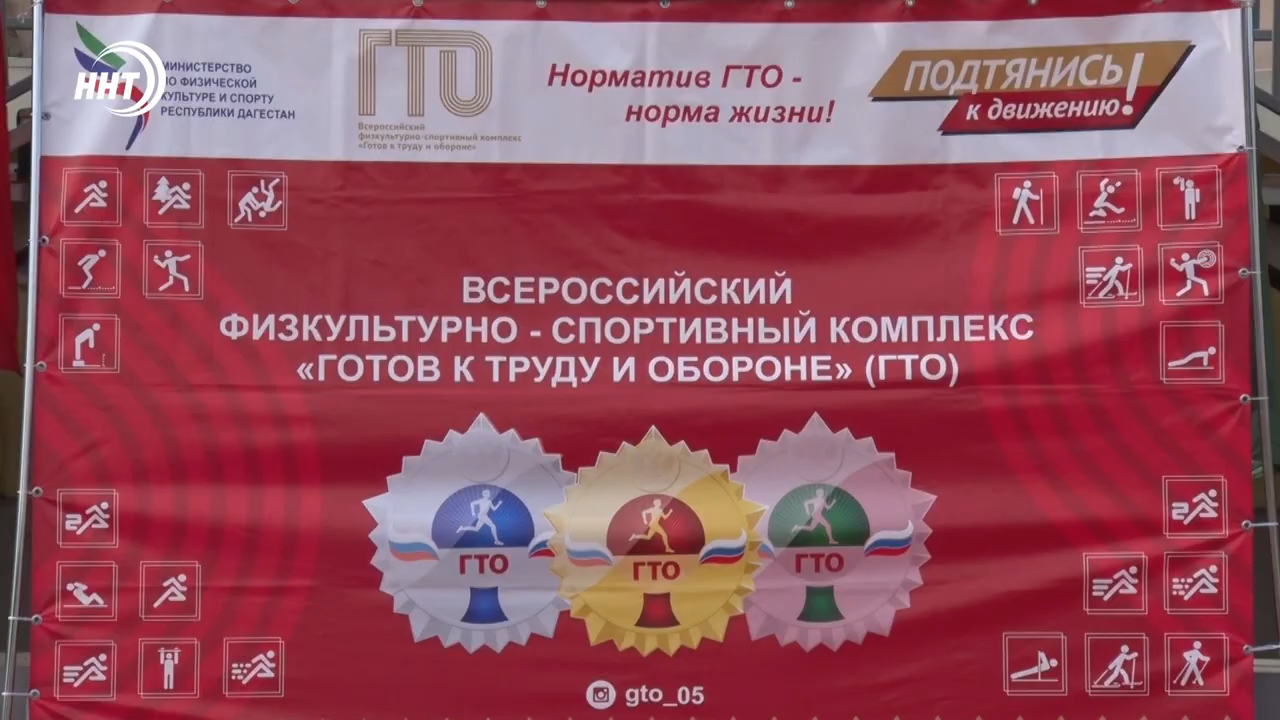 ННТ
МИНИСТЕРСТВО
ПО ФИЗИЧЕСКОЙ
КУЛЬТУРЕ И СПОРТУ
РЕСПУБЛИКИ ДАГЕСТАН
ГТО
Всероссийский
физкультурно-спортивный комплекс
«Готов к труду и обороне»
Норматив ГТО -
норма жизни!
ПОДТЯНИСЬ!
к движению
ВСЕРОССИЙСКИЙ
ФИЗКУЛЬТУРНО - СПОРТИВНЫЙ КОМПЛЕКС
«ГОТОВ К ТРУДУ И ОБОРОНЕ» (ГТО)
ГТО
ГТО
ГТО
gto_05